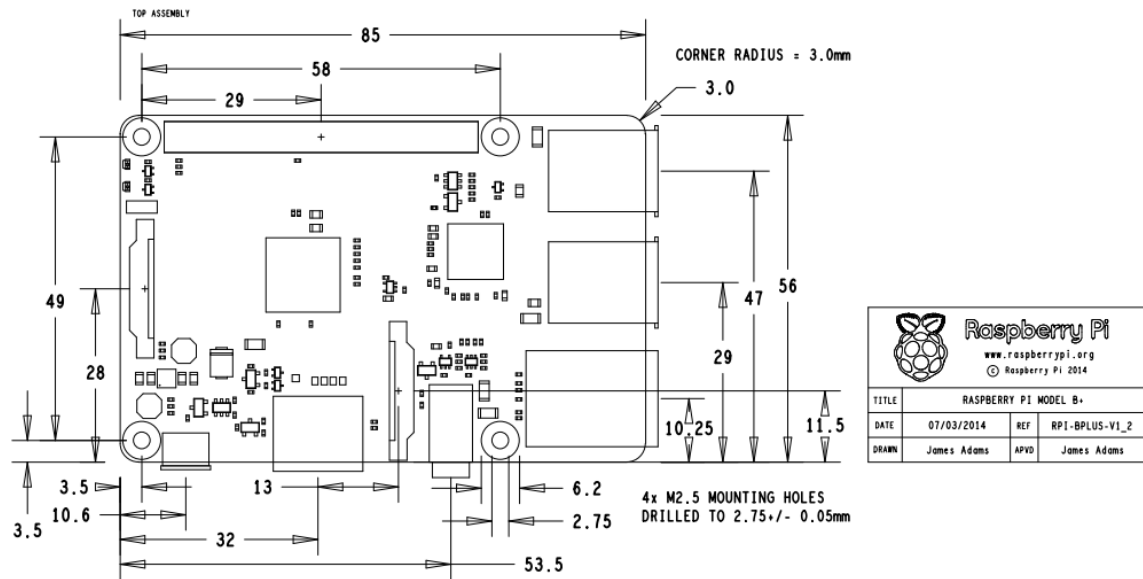 TOP ASSEMBLY
85
CORNER RADIUS = 3.0mm
58
3.0
29
49
28
56
47
29
11.5
10.25
3.5
3.5
10.6
13
32
6.2
2.75
53.5
4x M2.5 MOUNTING HOLES
DRILLED TO 2.75+/- 0.05mm
Raspberry Pi
www.raspberrypi.org
© Raspberry Pi 2014
TITLE RASPBERRY PI MODEL B+
DATE 07/03/2014 REF RPI-BPLUS-V1_2
DRAWN James Adams APVD James Adams